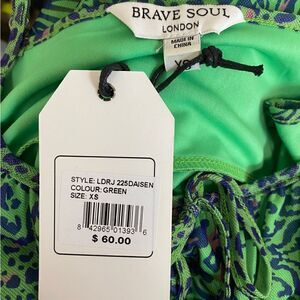 BRAVE SOUL
LONDON
MADE IN
CHINA
XS
STYLE: LDRJ 225DAISEN
COLOUR: GREEN
SIZE: XS
8 42965 01393 6
$ 60.00